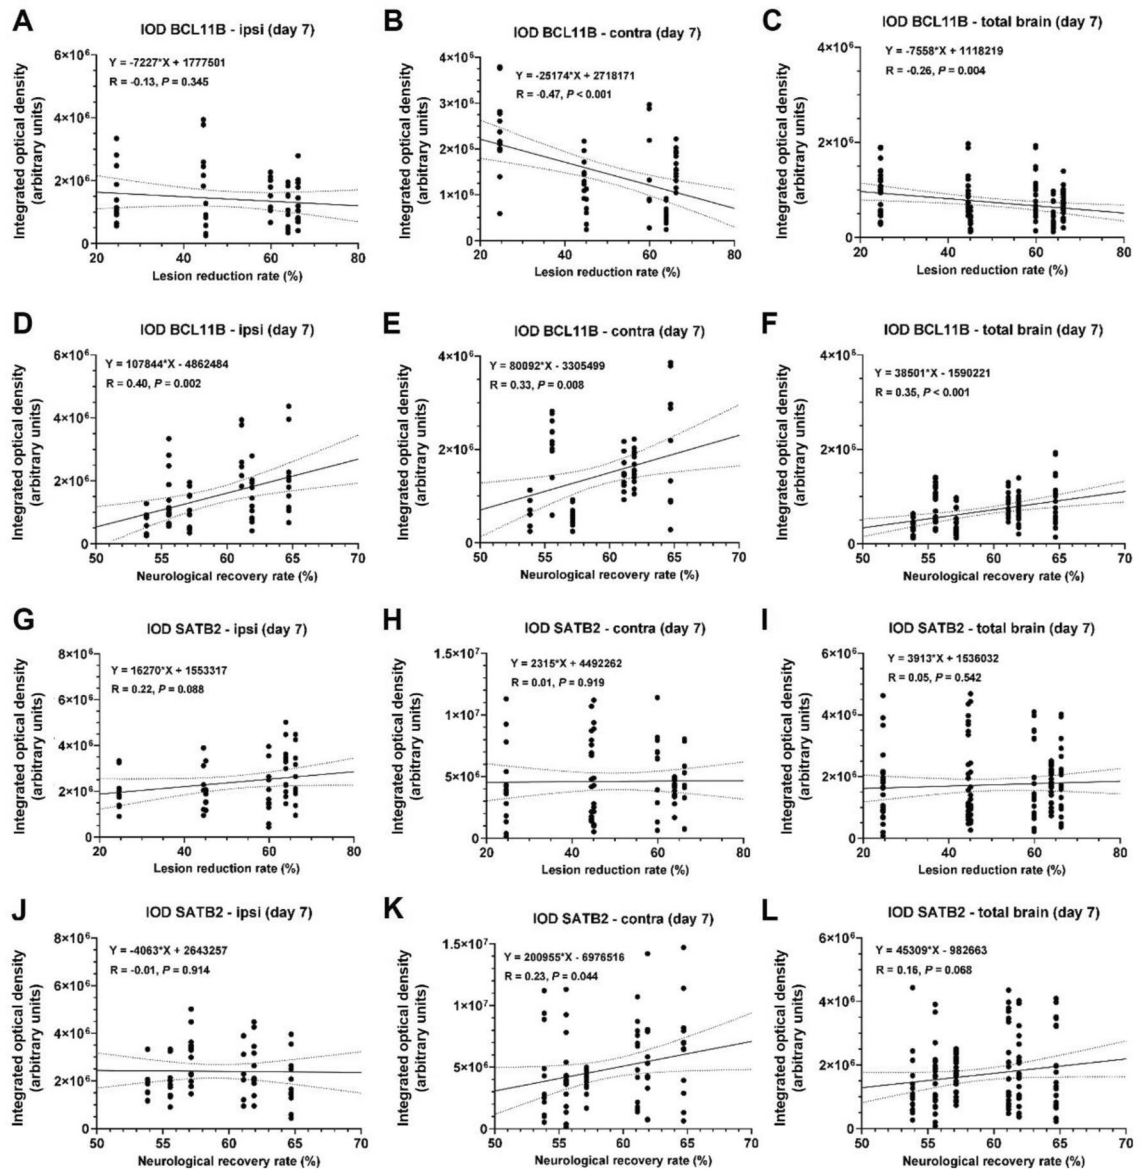 A
IOD BCL11B - ipsi (day 7)
Integrated optical density
(arbitrary units)
6×10⁶
4×10⁶
2×10⁶
0
Y = -7227*X + 1777501
R = -0.13, P = 0.345
20 40 60 80
Lesion reduction rate (%)
B
IOD BCL11B - contra (day 7)
Integrated optical density
(arbitrary units)
4×10⁶
3×10⁶
2×10⁶
1×10⁶
0
Y = -25174*X + 2718171
R = -0.47, P < 0.001
20 30 40 50 60 70 80
Lesion reduction rate (%)
C
IOD BCL11B - total brain (day 7)
Integrated optical density
(arbitrary units)
4×10⁶
2×10⁶
0
Y = -7558*X + 1118219
R = -0.26, P = 0.004
20 40 60 80
Lesion reduction rate (%)
D
IOD BCL11B - ipsi (day 7)
Integrated optical density
(arbitrary units)
6×10⁶
4×10⁶
2×10⁶
0
Y = 107844*X - 4862484
R = 0.40, P = 0.002
50 55 60 65 70
Neurological recovery rate (%)
E
IOD BCL11B - contra (day 7)
Integrated optical density
(arbitrary units)
4×10⁶
2×10⁶
0
Y = 80092*X - 3305499
R = 0.33, P = 0.008
50 55 60 65 70
Neurological recovery rate (%)
F
IOD BCL11B - total brain (day 7)
Integrated optical density
(arbitrary units)
4×10⁶
2×10⁶
0
Y = 38501*X - 1590221
R = 0.35, P < 0.001
50 55 60 65 70
Neurological recovery rate (%)
G
IOD SATB2 - ipsi (day 7)
Integrated optical density
(arbitrary units)
8×10⁶
6×10⁶
4×10⁶
2×10⁶
0
Y = 16270*X + 1553317
R = 0.22, P = 0.088
20 40 60 80
Lesion reduction rate (%)
H
IOD SATB2 - contra (day 7)
Integrated optical density
(arbitrary units)
1.5×10⁷
1×10⁷
5×10⁶
0
Y = 2315*X + 4492262
R = 0.01, P = 0.919
20 40 60 80
Lesion reduction rate (%)
I
IOD SATB2 - total brain (day 7)
Integrated optical density
(arbitrary units)
6×10⁶
4×10⁶
2×10⁶
0
Y = 3913*X + 1536032
R = 0.05, P = 0.542
20 40 60 80
Lesion reduction rate (%)
J
IOD SATB2 - ipsi (day 7)
Integrated optical density
(arbitrary units)
8×10⁶
6×10⁶
4×10⁶
2×10⁶
0
Y = -4063*X + 2643257
R = -0.01, P = 0.914
50 55 60 65 70
Neurological recovery rate (%)
K
IOD SATB2 - contra (day 7)
Integrated optical density
(arbitrary units)
1.5×10⁷
1×10⁷
5×10⁶
0
Y = 200955*X - 6976516
R = 0.23, P = 0.044
50 55 60 65 70
Neurological recovery rate (%)
L
IOD SATB2 - total brain (day 7)
Integrated optical density
(arbitrary units)
6×10⁶
4×10⁶
2×10⁶
0
Y = 45309*X - 982663
R = 0.16, P = 0.068
50 55 60 65 70
Neurological recovery rate (%)